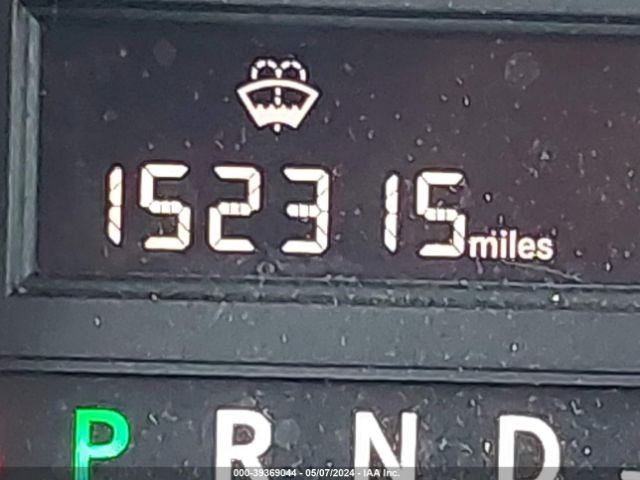 152315 miles
P R N D
000-39369044 - 05/07/2024 - IAA Inc.